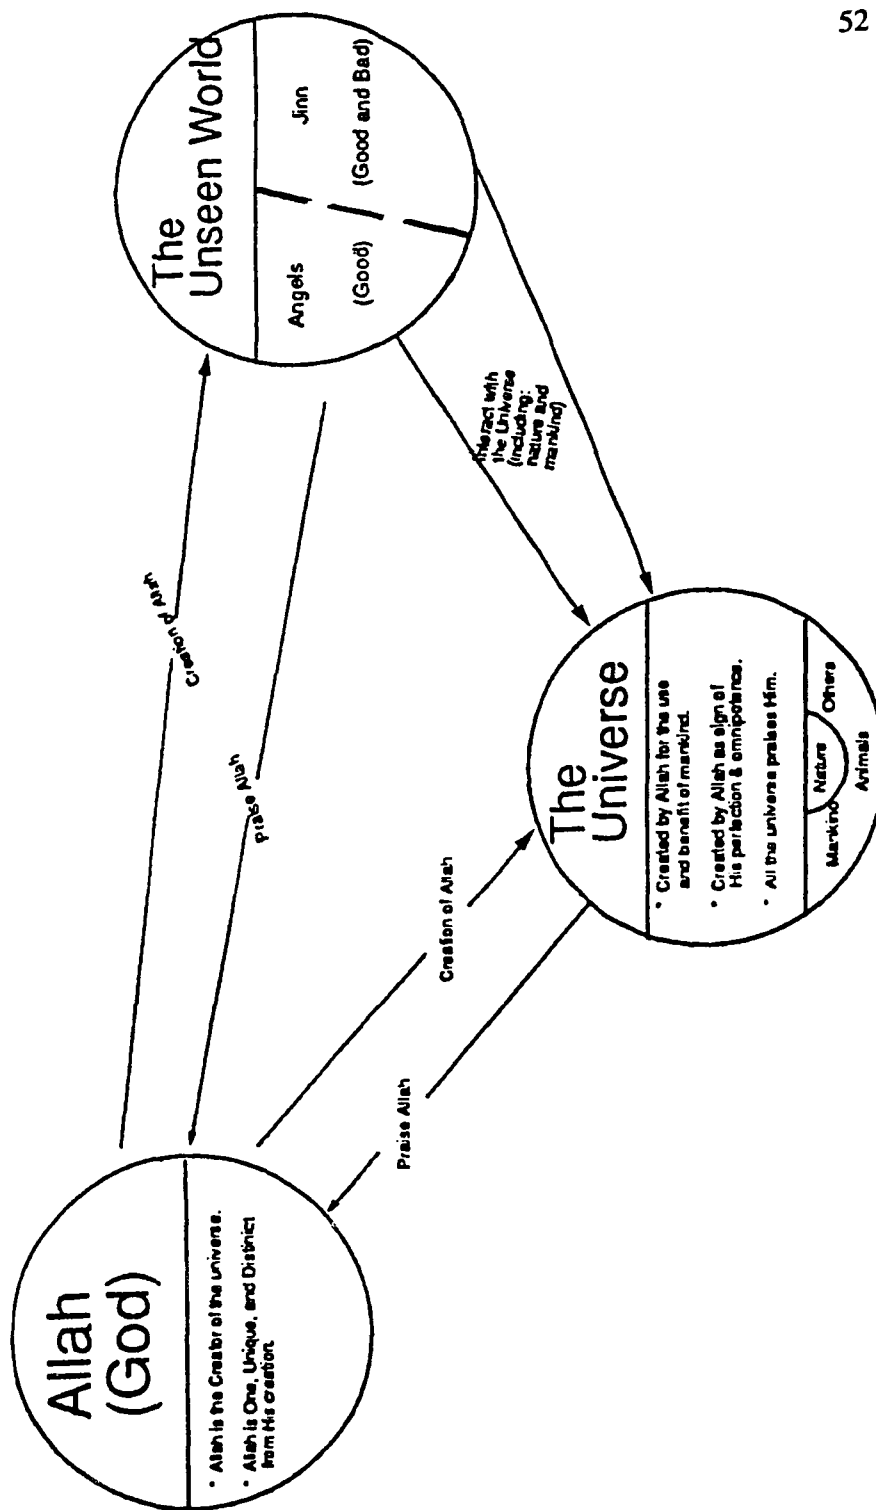 52
Allah
(God)
* Allah is the Creator of the universe.
* Allah is One, Unique, and Distinict
from His creation.
Creation of Allah
Praise Allah
The
Unseen World
Angels
(Good)
Jinn
(Good and Bad)
Creation of Allah
Praise Allah
Interact with
the Universe
(including:
nature and
mankind)
The
Universe
* Created by Allah for the use
and benefit of mankind.
* Created by Allah as sign of
His perfection & omnipotence.
* All the universe praises Him.
Mankind
Nature
Others
Animals